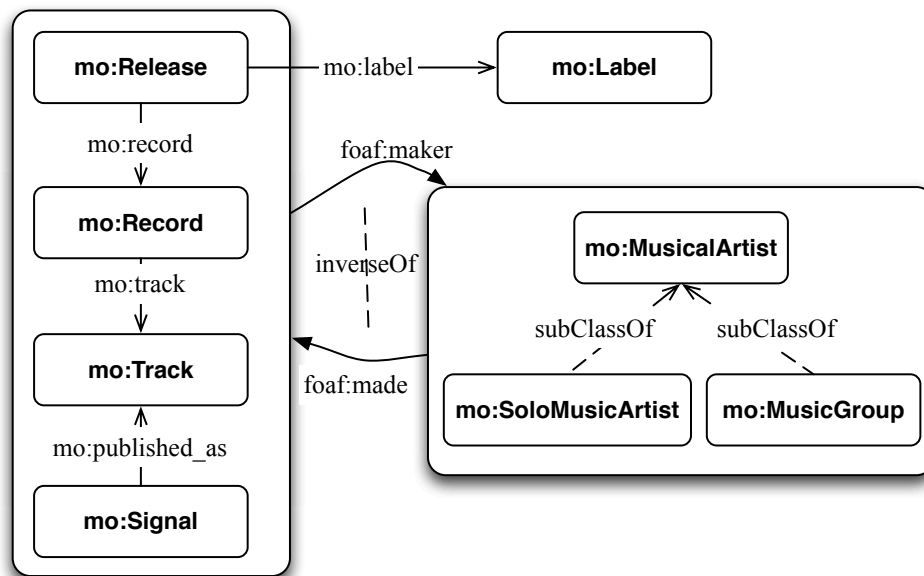 mo:Release
mo:label
mo:Label
mo:record
foaf:maker
mo:Record
mo:MusicalArtist
inverseOf
mo:track
subClassOf
subClassOf
mo:Track
foaf:made
mo:SoloMusicArtist
mo:MusicGroup
mo:published_as
mo:Signal